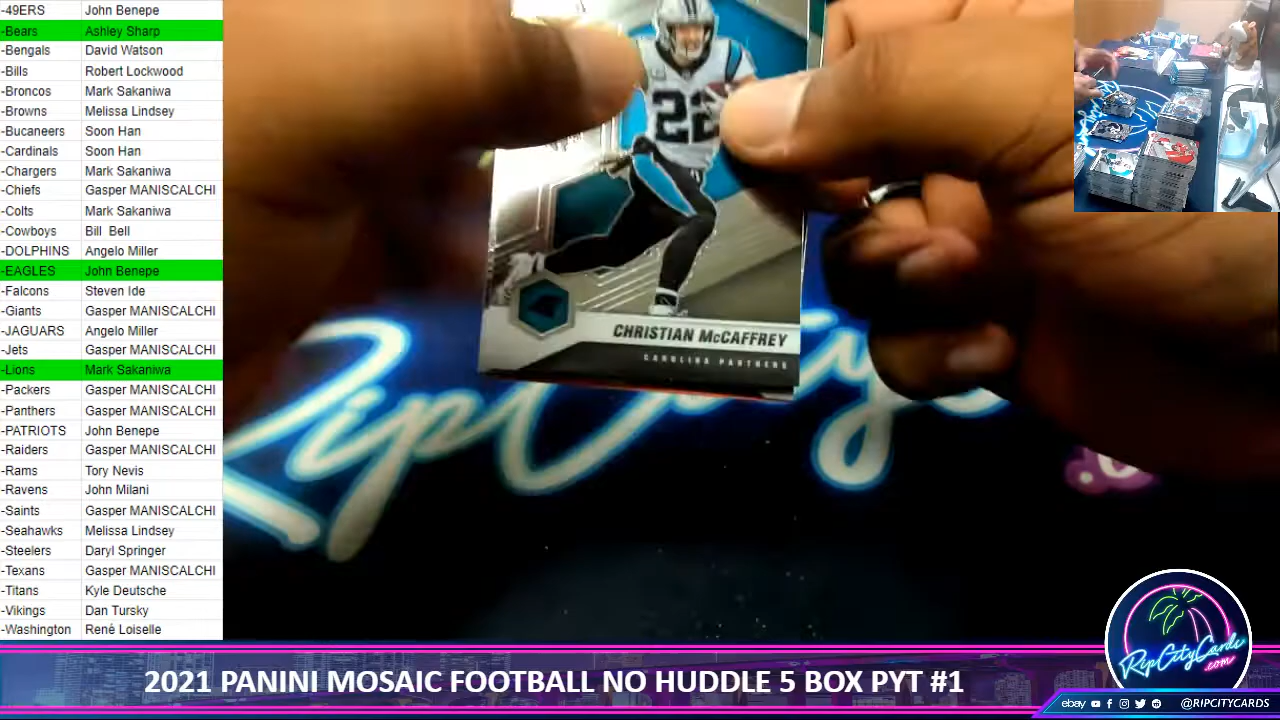 -49ERS John Benepe
-Bears Ashley Sharp
-Bengals David Watson
-Bills Robert Lockwood
-Broncos Mark Sakaniwa
-Browns Melissa Lindsey
-Bucaneers Soon Han
-Cardinals Soon Han
-Chargers Mark Sakaniwa
-Chiefs Gasper MANISCALCHI
-Colts Mark Sakaniwa
-Cowboys Bill Bell
-DOLPHINS Angelo Miller
-EAGLES John Benepe
-Falcons Steven Ide
-Giants Gasper MANISCALCHI
-JAGUARS Angelo Miller
-Jets Gasper MANISCALCHI
-Lions Mark Sakaniwa
-Packers Gasper MANISCALCHI
-Panthers Gasper MANISCALCHI
-PATRIOTS John Benepe
-Raiders Gasper MANISCALCHI
-Rams Tory Nevis
-Ravens John Milani
-Saints Gasper MANISCALCHI
-Seahawks Melissa Lindsey
-Steelers Daryl Springer
-Texans Gasper MANISCALCHI
-Titans Kyle Deutsche
-Vikings Dan Tursky
-Washington René Loiselle
22
CHRISTIAN McCAFFREY
CAROLINA PANTHERS
RipCity
RipCityCards
.com
2021 PANINI MOSAIC FOOTBALL NO HUDDLE 5 BOX PYT #1
ebay @RIPCITYCARDS